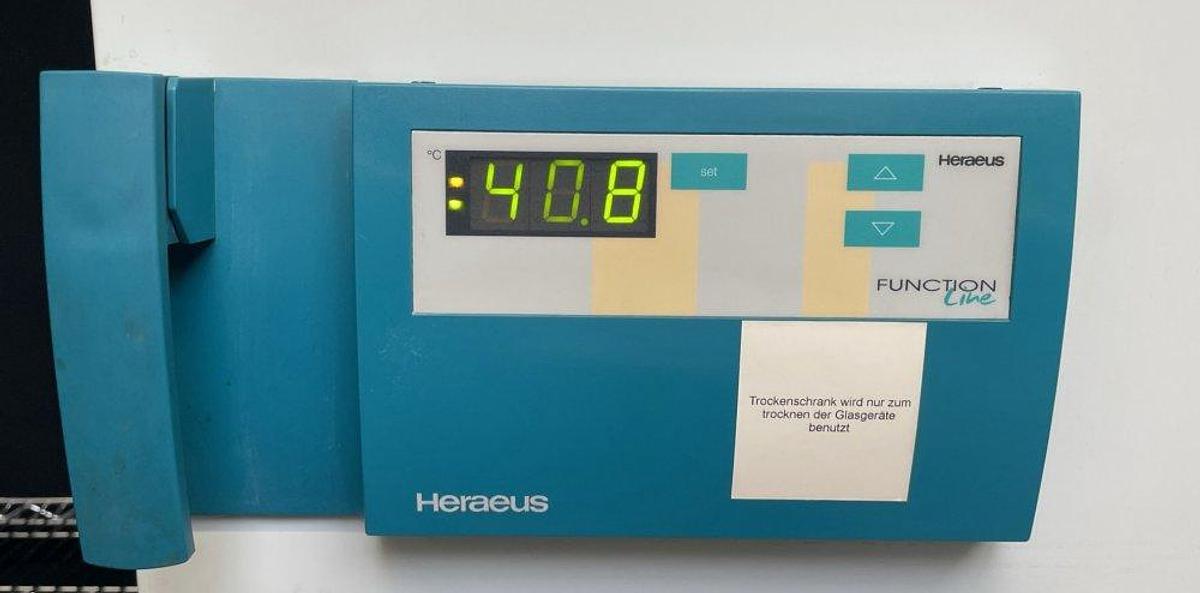 °C
40.8
set
Heraeus
FUNCTION
Line
Trockenschrank wird nur zum
trocknen der Glasgeräte
benutzt
Heraeus